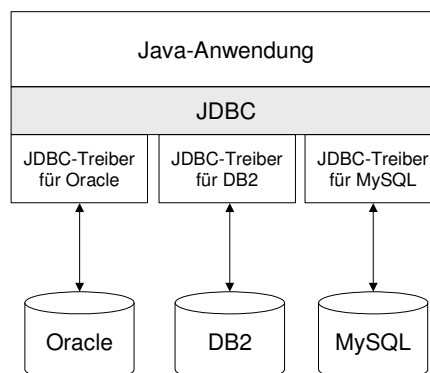 Java-Anwendung
JDBC
JDBC-Treiber
für Oracle
JDBC-Treiber
für DB2
JDBC-Treiber
für MySQL
Oracle
DB2
MySQL